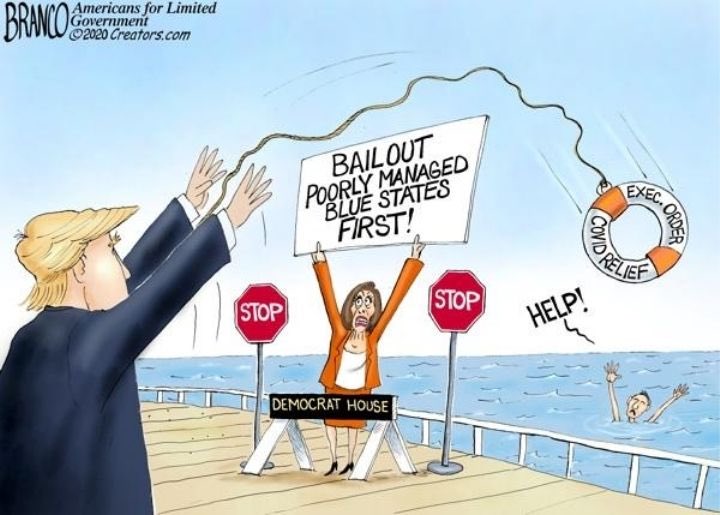 BRANCO Americans for Limited
Government
©2020 Creators.com
BAILOUT
POORLY MANAGED
BLUE STATES
FIRST!
EXEC. ORDER
COVID RELIEF
STOP
STOP
HELP!
DEMOCRAT HOUSE